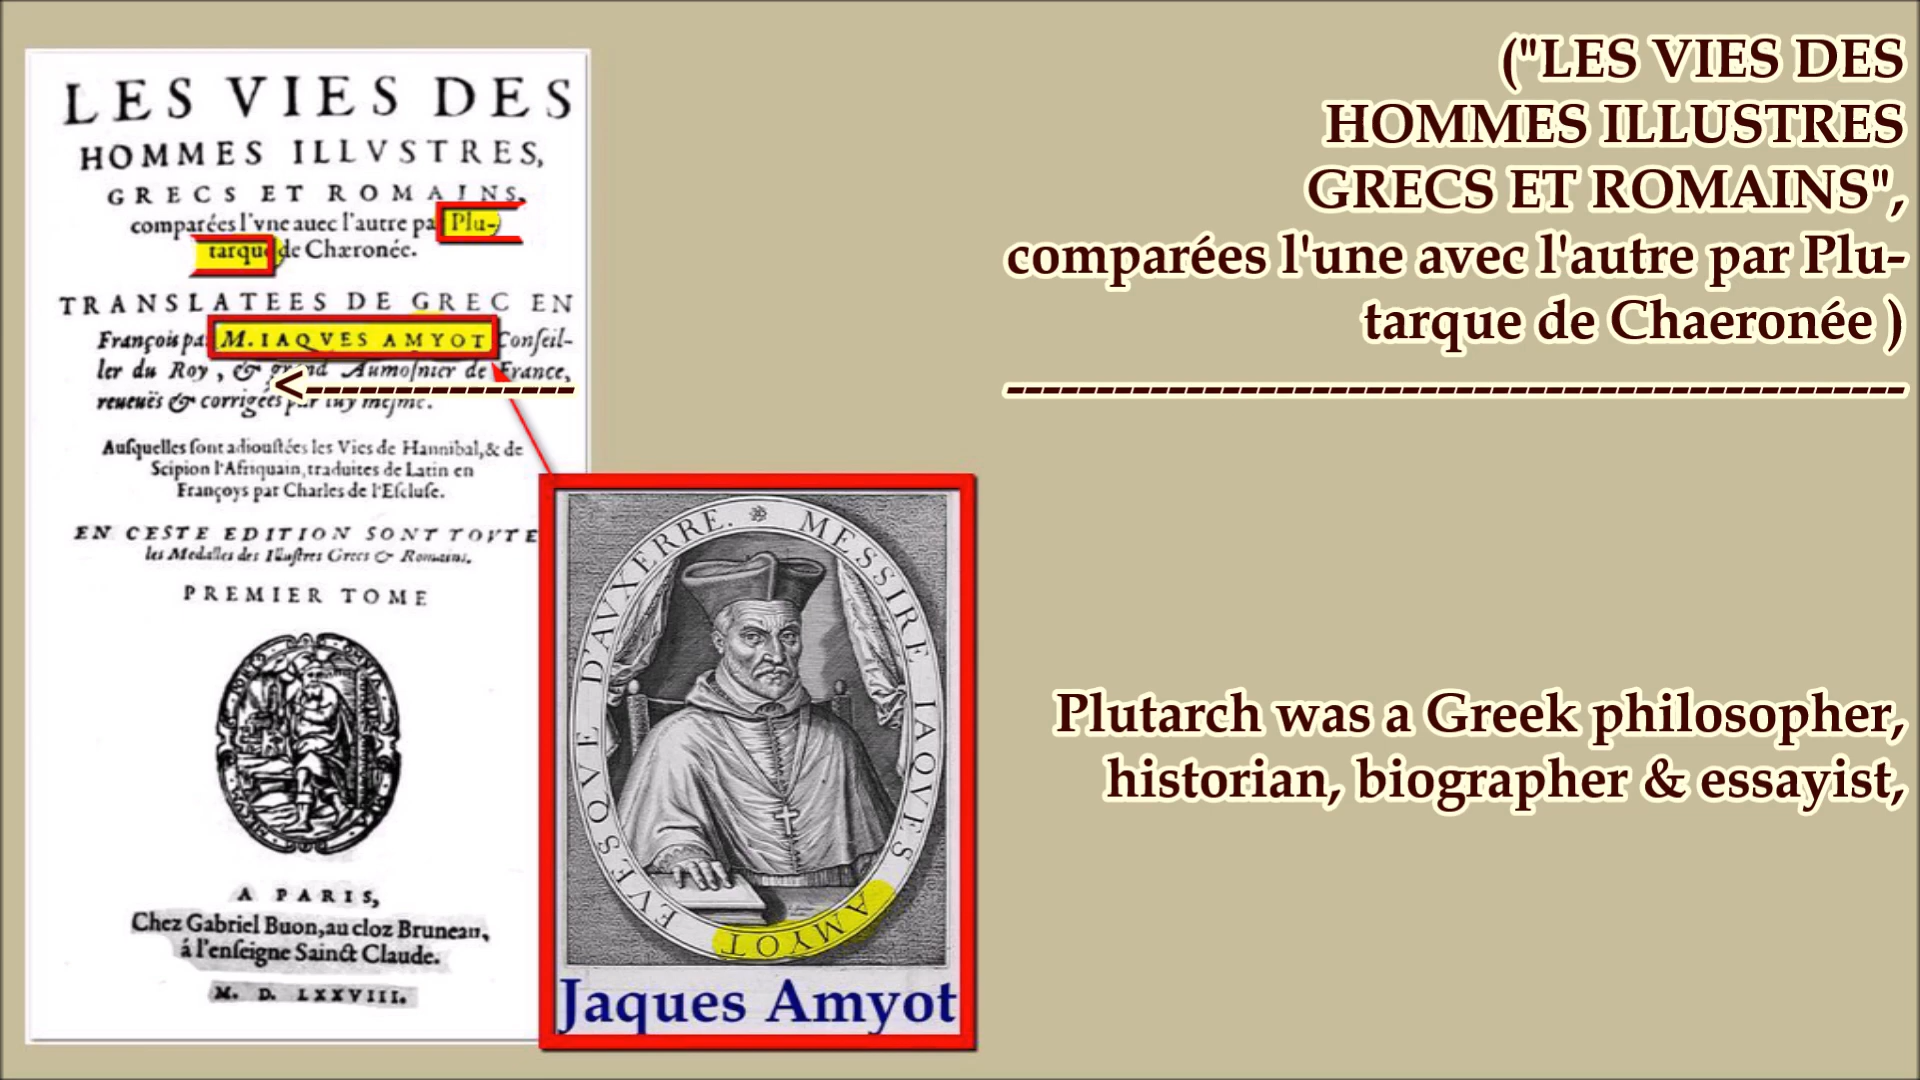 LES VIES DES
HOMMES ILLVSTRES,
GRECS ET ROMAINS,
comparées l'vne auec l'autre pa Plu-
tarque de Chæronée.
TRANSLATEES DE GREC EN
François pa M. IAQVES AMYOT Conseil-
ler du Roy, & grand Aumosnier de France,
<--------------
reueuës & corrigées par luy mesme.
Ausquelles sont adioustées les Vies de Hannibal, & de
Scipion l'Afriquain, traduites de Latin en
Françoys par Charles de l'Escluse.
EN CESTE EDITION SONT TOVTE
les Medalles des Illustres Grecs & Romains.
PREMIER TOME
A PARIS,
Chez Gabriel Buon, au cloz Bruneau,
á l'enseigne Sainct Claude.
M. D. LXXVIII.
MESSIRE IAQVES AMYOT EVESQVE D'AVXERRE.
Jaques Amyot
("LES VIES DES
HOMMES ILLUSTRES
GRECS ET ROMAINS",
comparées l'une avec l'autre par Plu-
tarque de Chaeronée )
--------------------------------------------------
Plutarch was a Greek philosopher,
historian, biographer & essayist,